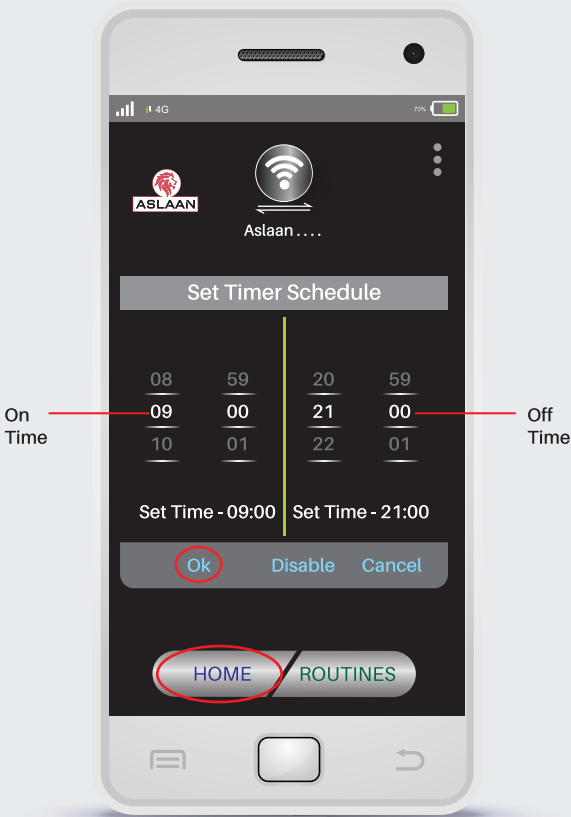 4G
70%
ASLAAN
Aslaan ....
Set Timer Schedule
08 59 20 59
On Time
09 00 21 00
Off Time
10 01 22 01
Set Time - 09:00 Set Time - 21:00
Ok Disable Cancel
HOME ROUTINES